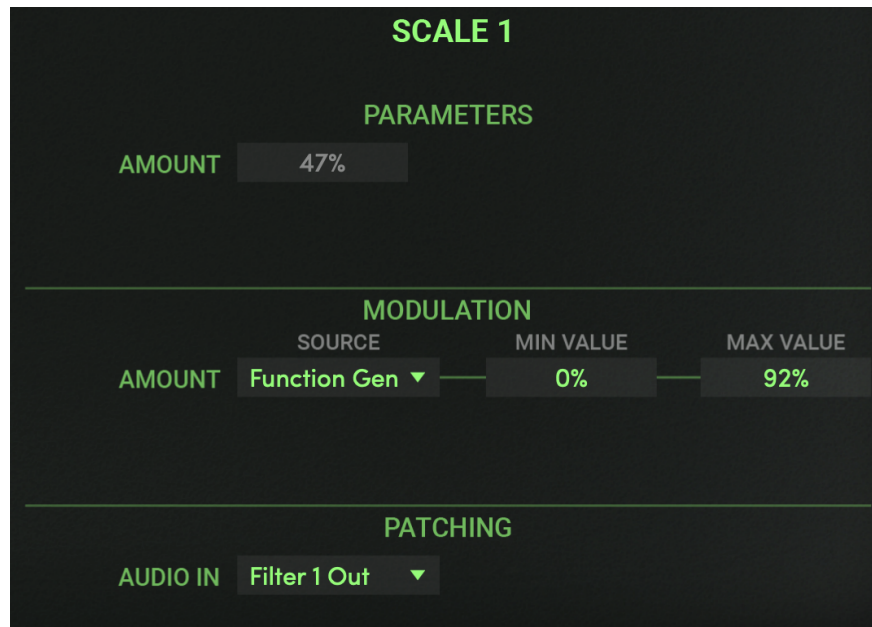 SCALE 1
PARAMETERS
AMOUNT 47%
MODULATION
SOURCE MIN VALUE MAX VALUE
AMOUNT Function Gen 0% 92%
PATCHING
AUDIO IN Filter 1 Out